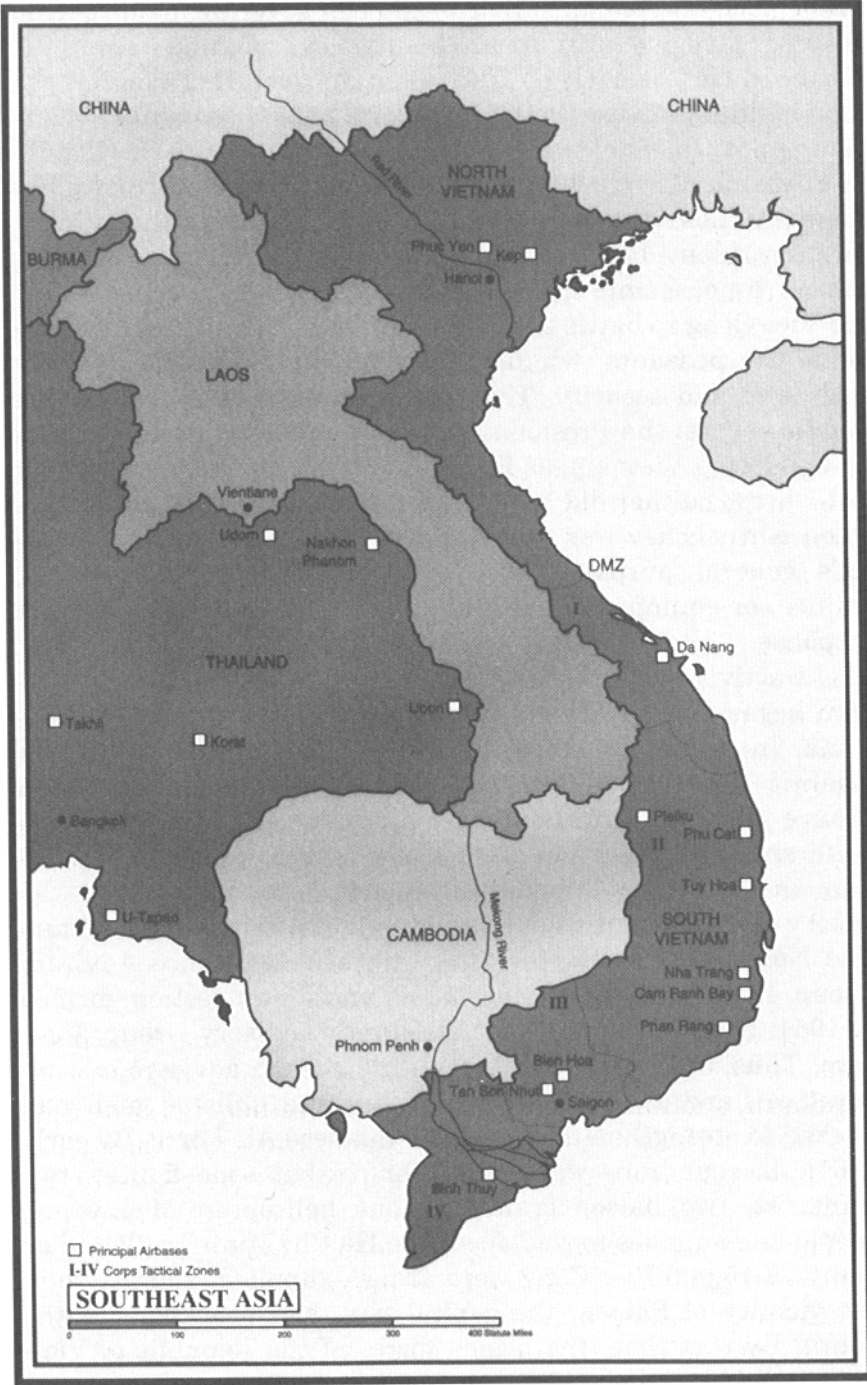 CHINA
CHINA
Red River
NORTH
VIETNAM
Phuc Yen
Kep
BURMA
Hanoi
LAOS
Vientiane
Udorn
Nakhon
Phanom
DMZ
I
Da Nang
THAILAND
Ubon
Takhli
Korat
Pleiku
Bangkok
Phu Cat
II
Tuy Hoa
U-Tapao
SOUTH
VIETNAM
CAMBODIA
Mekong River
Nha Trang
Cam Ranh Bay
III
Phan Rang
Phnom Penh
Bien Hoa
Tan Son Nhut
Saigon
Binh Thuy
IV
Principal Airbases
I-IV Corps Tactical Zones
SOUTHEAST ASIA
0 100 200 300 400 Statute Miles